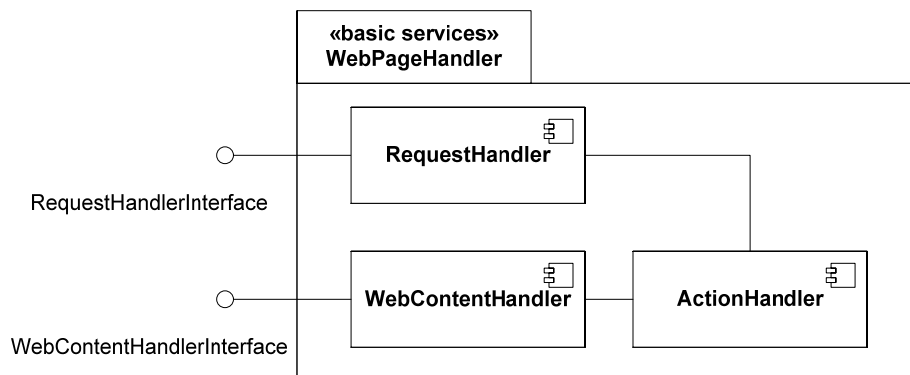 «basic services»
WebPageHandler
RequestHandler
RequestHandlerInterface
WebContentHandler
ActionHandler
WebContentHandlerInterface